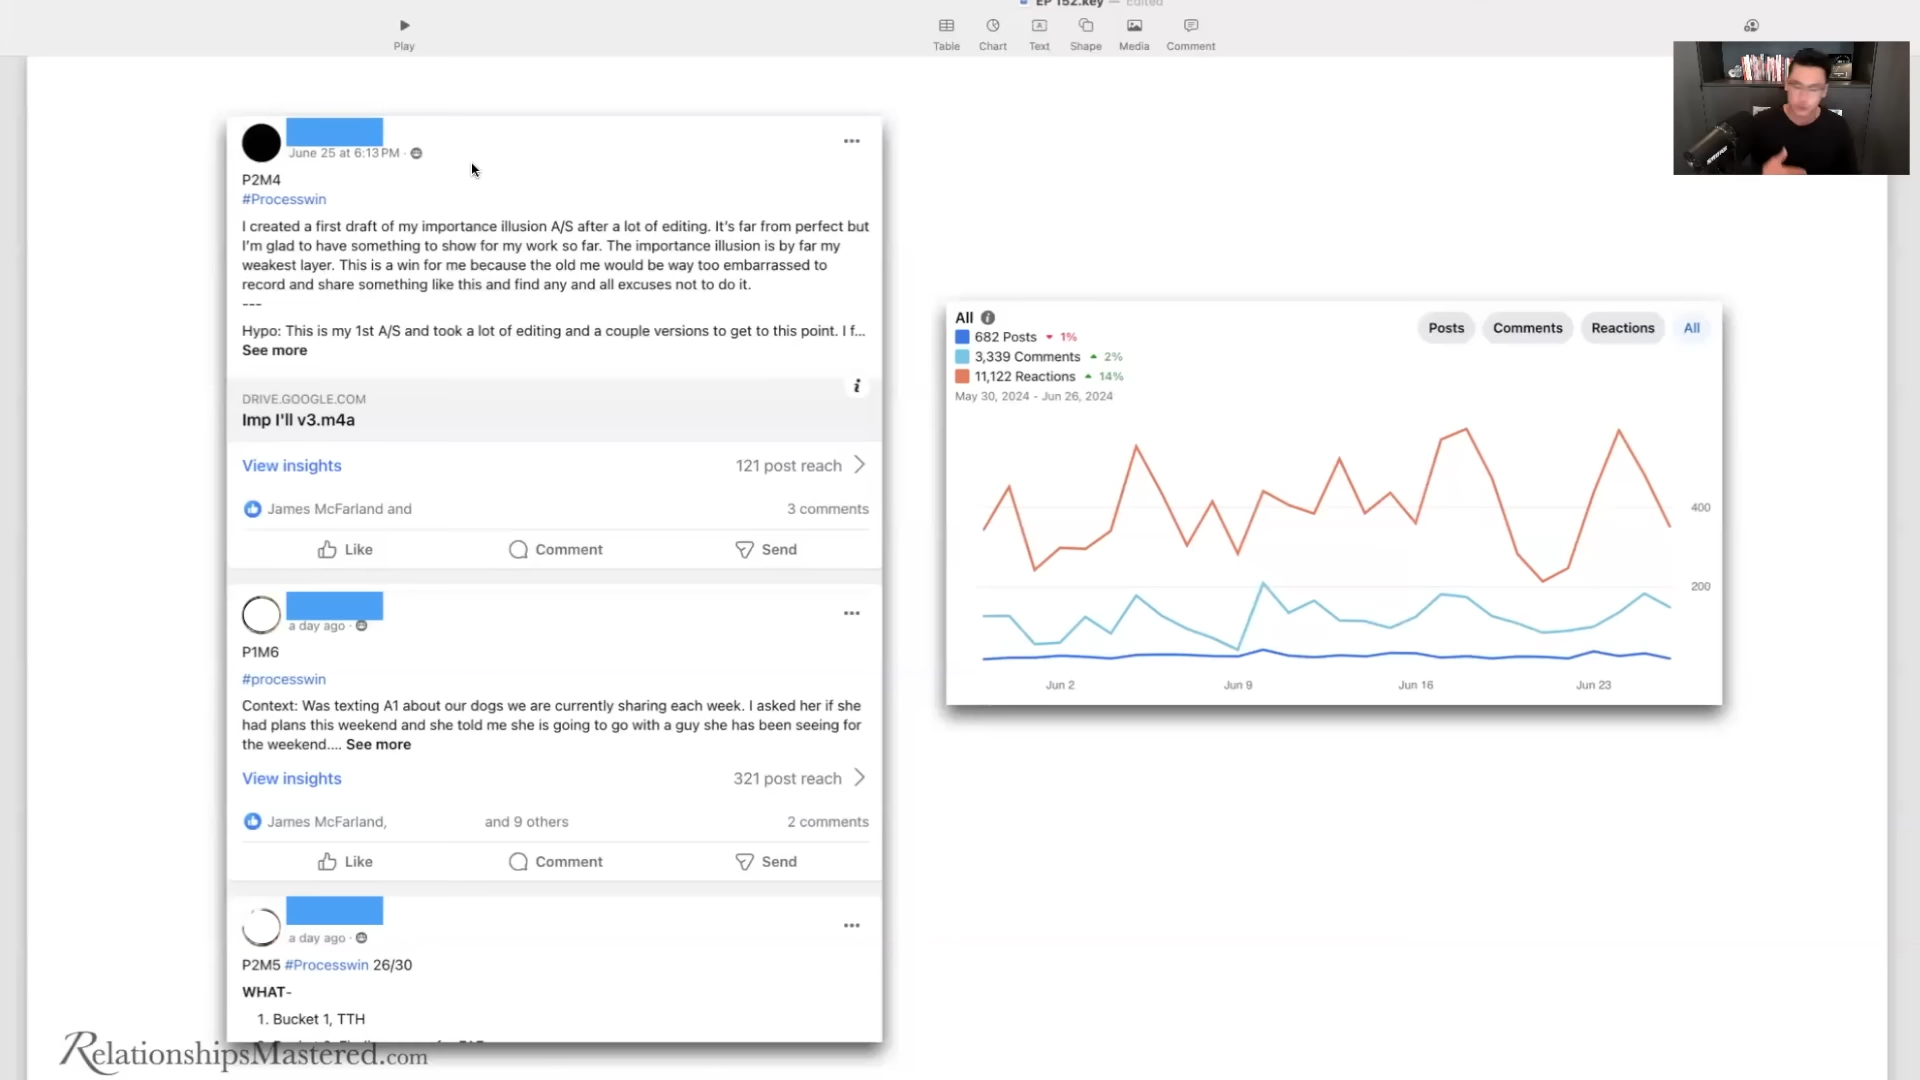 EP 152.key — Edited
Play
Table
Chart
Text
Shape
Media
Comment
June 25 at 6:13 PM ·
P2M4
#Processwin
I created a first draft of my importance illusion A/S after a lot of editing. It's far from perfect but
I'm glad to have something to show for my work so far. The importance illusion is by far my
weakest layer. This is a win for me because the old me would be way too embarrassed to
record and share something like this and find any and all excuses not to do it.
---
Hypo: This is my 1st A/S and took a lot of editing and a couple versions to get to this point. I f...
See more
DRIVE.GOOGLE.COM
Imp I'll v3.m4a
View insights
121 post reach
James McFarland and
3 comments
Like
Comment
Send
a day ago ·
P1M6
#processwin
Context: Was texting A1 about our dogs we are currently sharing each week. I asked her if she
had plans this weekend and she told me she is going to go with a guy she has been seeing for
the weekend.... See more
View insights
321 post reach
James McFarland,
and 9 others
2 comments
Like
Comment
Send
a day ago ·
P2M5 #Processwin 26/30
WHAT-
1. Bucket 1, TTH
RelationshipsMastered.com
All
682 Posts 1%
3,339 Comments 2%
11,122 Reactions 14%
May 30, 2024 - Jun 26, 2024
Posts
Comments
Reactions
All
400
200
Jun 2
Jun 9
Jun 16
Jun 23